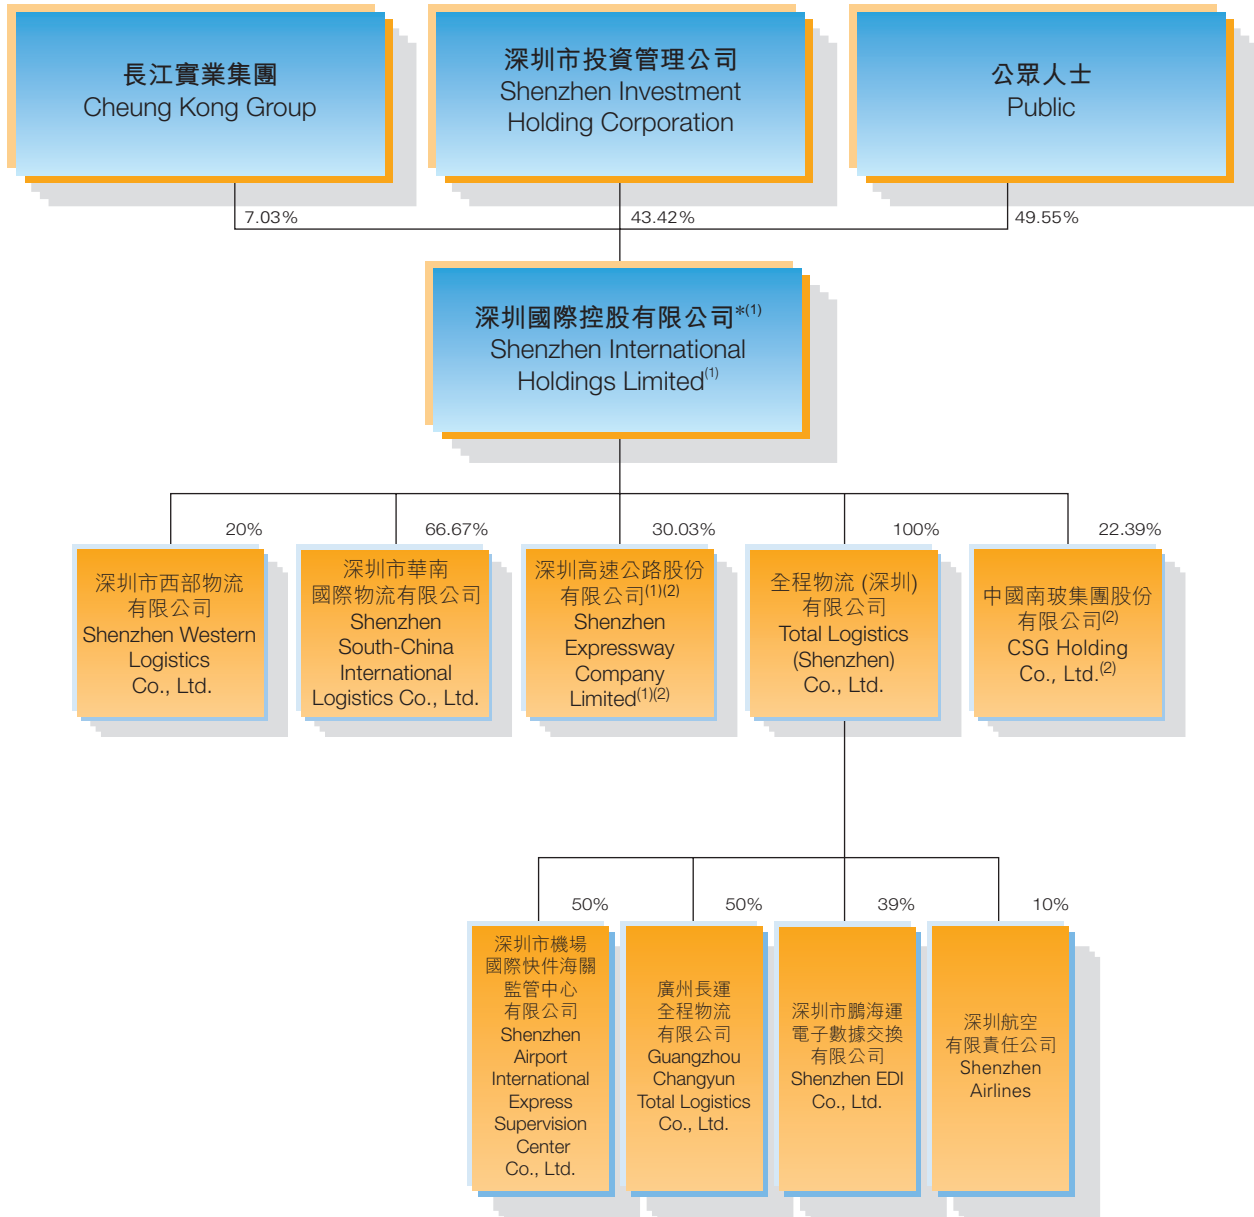 長江實業集團
Cheung Kong Group
深圳市投資管理公司
Shenzhen Investment
Holding Corporation
公眾人士
Public
7.03%
43.42%
49.55%
深圳國際控股有限公司*(1)
Shenzhen International
Holdings Limited(1)
20%
66.67%
30.03%
100%
22.39%
深圳市西部物流
有限公司
Shenzhen Western
Logistics
Co., Ltd.
深圳市華南
國際物流有限公司
Shenzhen
South-China
International
Logistics Co., Ltd.
深圳高速公路股份
有限公司(1)(2)
Shenzhen
Expressway
Company
Limited(1)(2)
全程物流 (深圳)
有限公司
Total Logistics
(Shenzhen)
Co., Ltd.
中國南玻集團股份
有限公司(2)
CSG Holding
Co., Ltd.(2)
50%
50%
39%
10%
深圳市機場
國際快件海關
監管中心
有限公司
Shenzhen
Airport
International
Express
Supervision
Center
Co., Ltd.
廣州長運
全程物流
有限公司
Guangzhou
Changyun
Total Logistics
Co., Ltd.
深圳市鵬海運
電子數據交換
有限公司
Shenzhen EDI
Co., Ltd.
深圳航空
有限責任公司
Shenzhen
Airlines